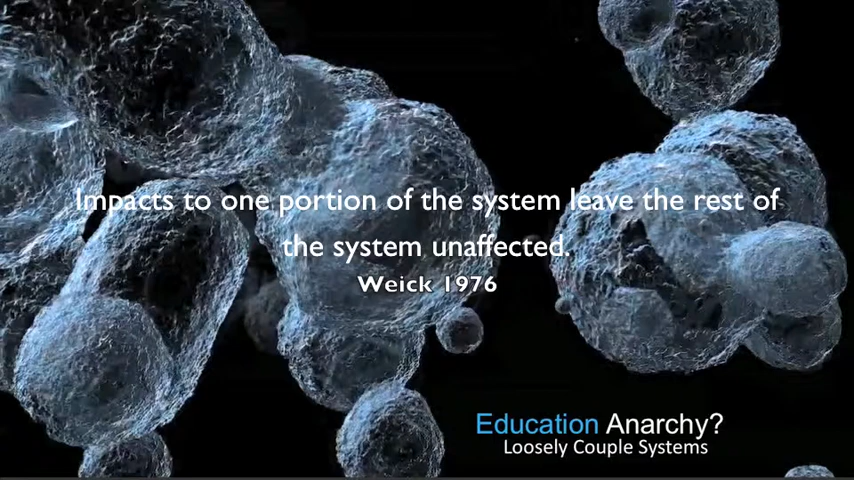 Impacts to one portion of the system leave the rest of
the system unaffected.
Weick 1976
Education Anarchy?
Loosely Couple Systems